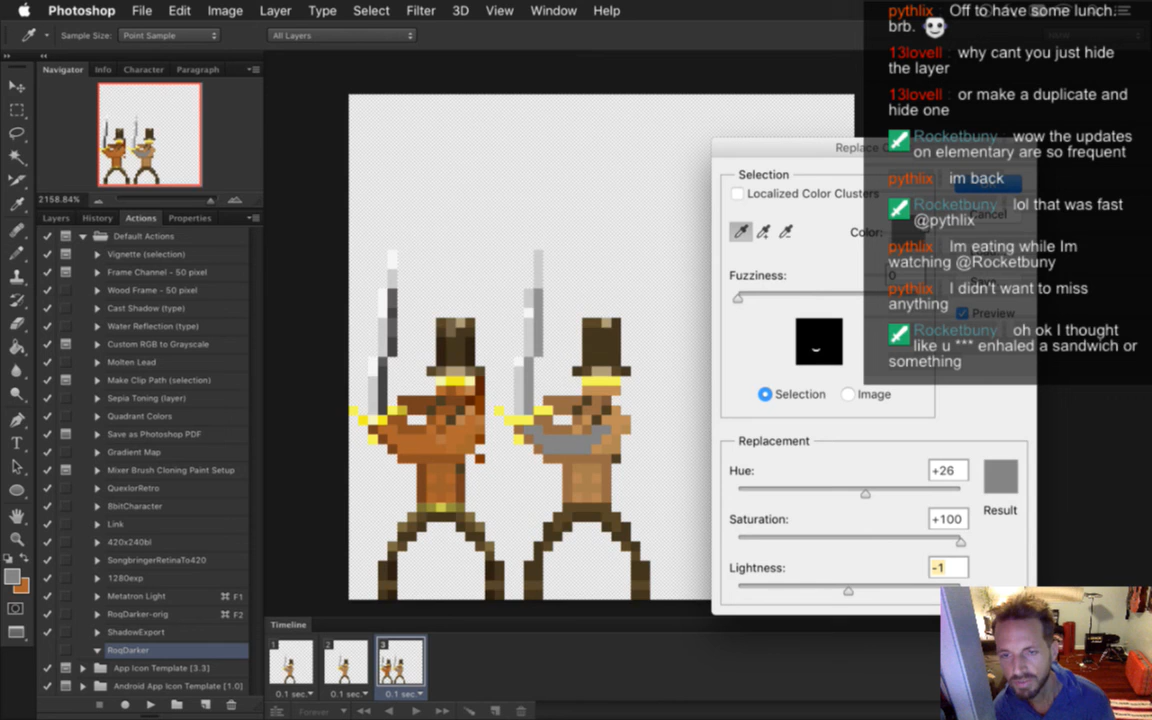 Photoshop File Edit Image Layer Type Select Filter 3D View Window Help
Sample Size: Point Sample All Layers
Navigator Info Character Paragraph
2158.84%
Layers History Actions Properties
Default Actions
Vignette (selection)
Frame Channel - 50 pixel
Wood Frame - 50 pixel
Cast Shadow (type)
Water Reflection (type)
Custom RGB to Grayscale
Molten Lead
Make Clip Path (selection)
Sepia Toning (layer)
Quadrant Colors
Save as Photoshop PDF
Gradient Map
Mixer Brush Cloning Paint Setup
QuexlorRetro
8bitCharacter
Link
420x240bl
SongbringerRetinaTo420
1280exp
Metatron Light ⌘ F1
RoqDarker-orig ⌘ F2
ShadowExport
RoqDarker
App Icon Template [3.3]
Android App Icon Template [1.0]
Replace
Selection
Localized Color Clusters
Color:
Cancel
Fuzziness:
0
Preview
Selection Image
Replacement
Hue: +26
Saturation: +100
Result
Lightness: -1
Timeline
1 2 3
0.1 sec. 0.1 sec. 0.1 sec.
Forever
pythlix Off to have some lunch.
brb.
13lovell : why cant you just hide
the layer
13lovell : or make a duplicate and
hide one
Rocketbuny : wow the updates
on elementary are so frequent
pythlix im back
Rocketbuny : lol that was fast
@pythlix
pythlix Im eating while Im
watching @Rocketbuny
pythlix I didn't want to miss
anything
Rocketbuny : oh ok I thought
like u *** enhaled a sandwich or
something